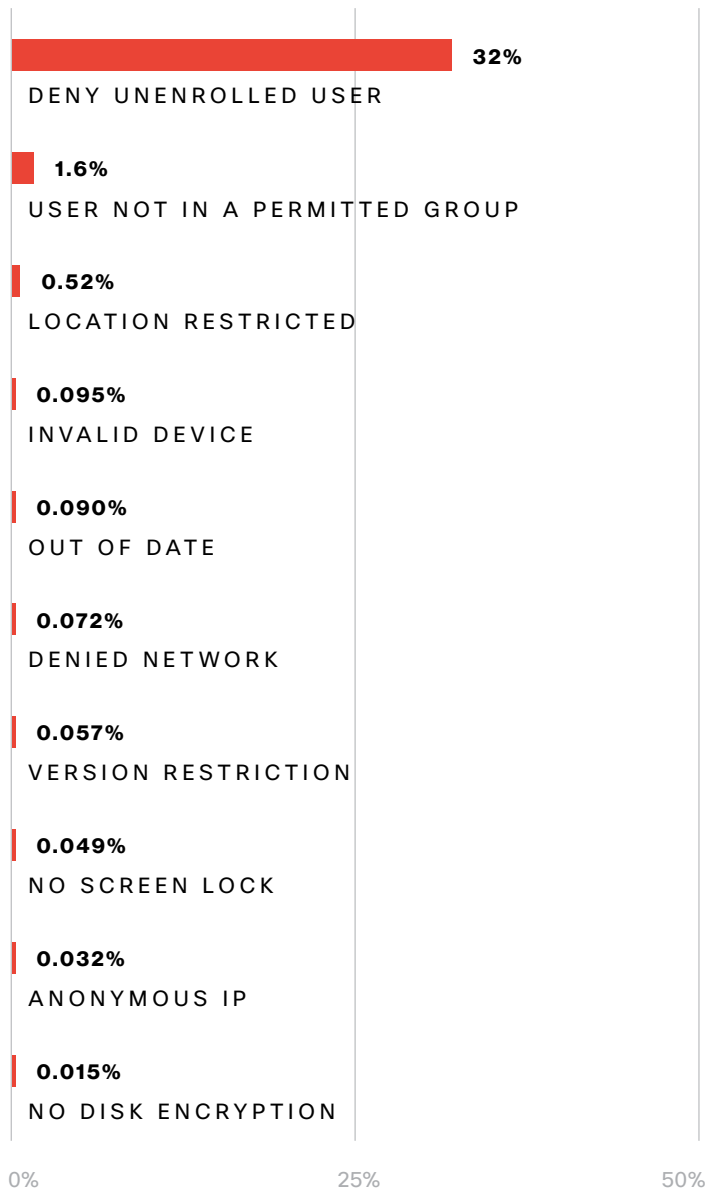 32%
DENY UNENROLLED USER
1.6%
USER NOT IN A PERMITTED GROUP
0.52%
LOCATION RESTRICTED
0.095%
INVALID DEVICE
0.090%
OUT OF DATE
0.072%
DENIED NETWORK
0.057%
VERSION RESTRICTION
0.049%
NO SCREEN LOCK
0.032%
ANONYMOUS IP
0.015%
NO DISK ENCRYPTION
0% 25% 50%